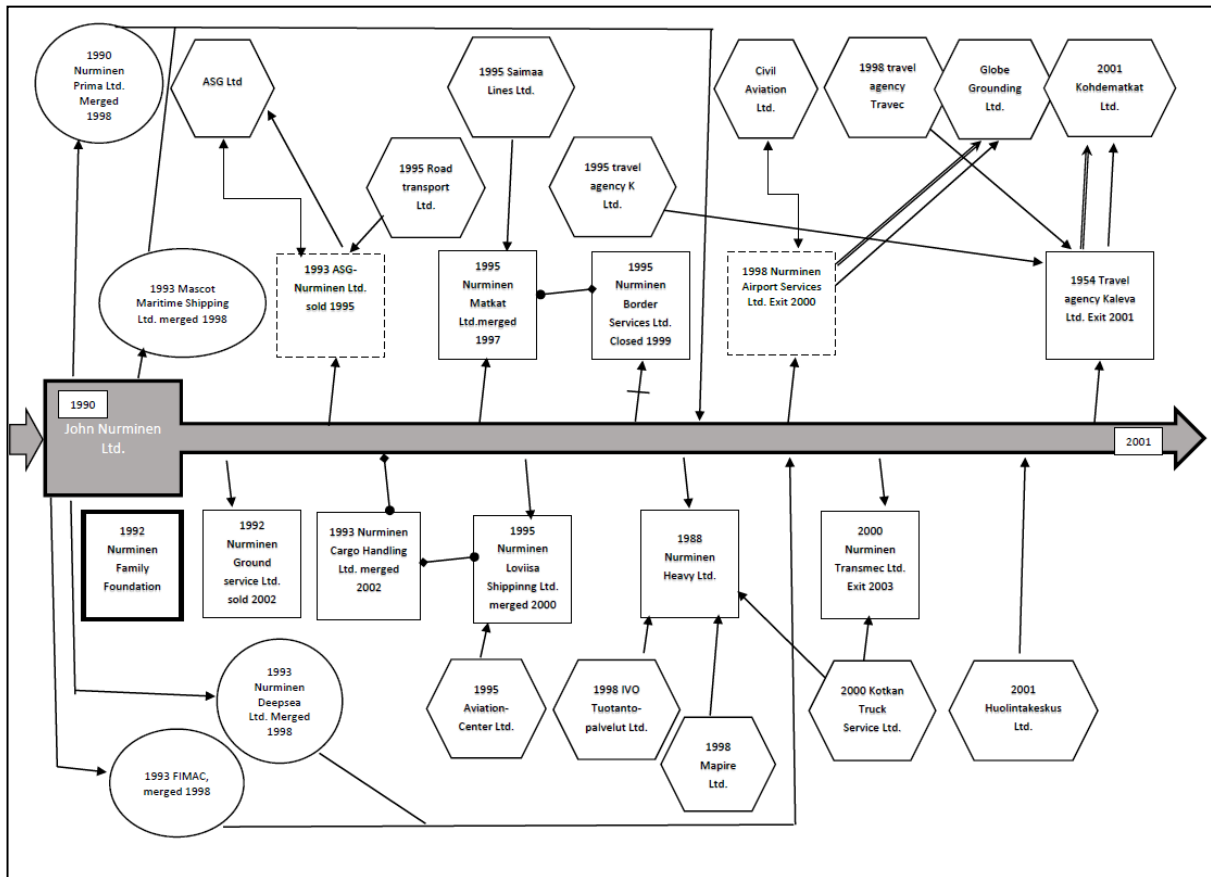 1990
Nurminen
Prima Ltd.
Merged
1998
ASG Ltd
1995 Saimaa
Lines Ltd.
Civil
Aviation
Ltd.
1998 travel
agency
Travec
Globe
Grounding
Ltd.
2001
Kohdematkat
Ltd.
1995 Road
transport
Ltd.
1995 travel
agency K
Ltd.
1993 Mascot
Maritime Shipping
Ltd. merged 1998
1993 ASG-
Nurminen Ltd.
sold 1995
1995
Nurminen
Matkat
Ltd.merged
1997
1995
Nurminen
Border
Services Ltd.
Closed 1999
1998 Nurminen
Airport Services
Ltd. Exit 2000
1954 Travel
agency Kaleva
Ltd. Exit 2001
1990
John Nurminen
Ltd.
2001
1992
Nurminen
Family
Foundation
1992
Nurminen
Ground
service Ltd.
sold 2002
1993 Nurminen
Cargo Handling
Ltd. merged
2002
1995
Nurminen
Loviisa
Shippinng Ltd.
merged 2000
1988
Nurminen
Heavy Ltd.
2000
Nurminen
Transmec Ltd.
Exit 2003
1993
Nurminen
Deepsea
Ltd. Merged
1998
1995
Aviation-
Center Ltd.
1998 IVO
Tuotanto-
palvelut Ltd.
1998
Mapire
Ltd.
2000 Kotkan
Truck
Service Ltd.
2001
Huolintakeskus
Ltd.
1993 FIMAC,
merged 1998